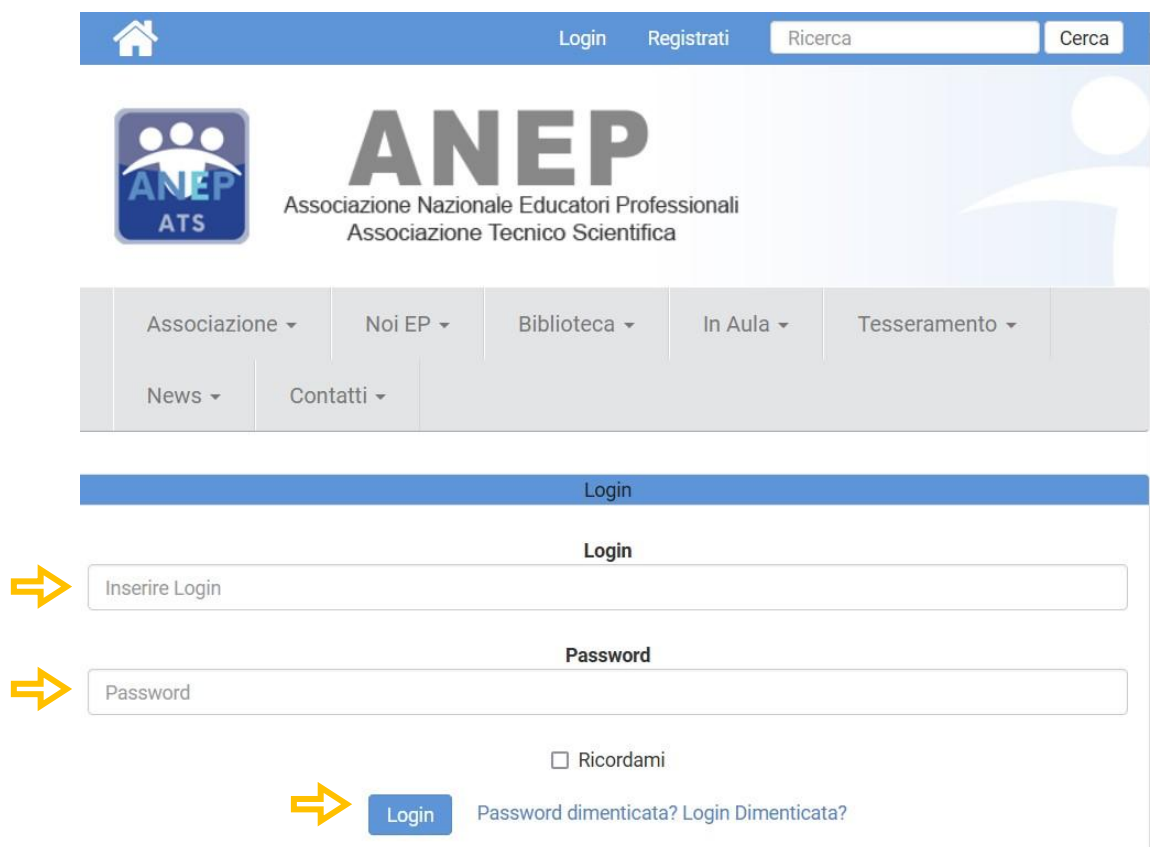 Login Registrati Ricerca Cerca
ANEP
ATS
ANEP
Associazione Nazionale Educatori Professionali
Associazione Tecnico Scientifica
Associazione Noi EP Biblioteca In Aula Tesseramento
News Contatti
Login
Login
Inserire Login
Password
Password
Ricordami
Login Password dimenticata? Login Dimenticata?